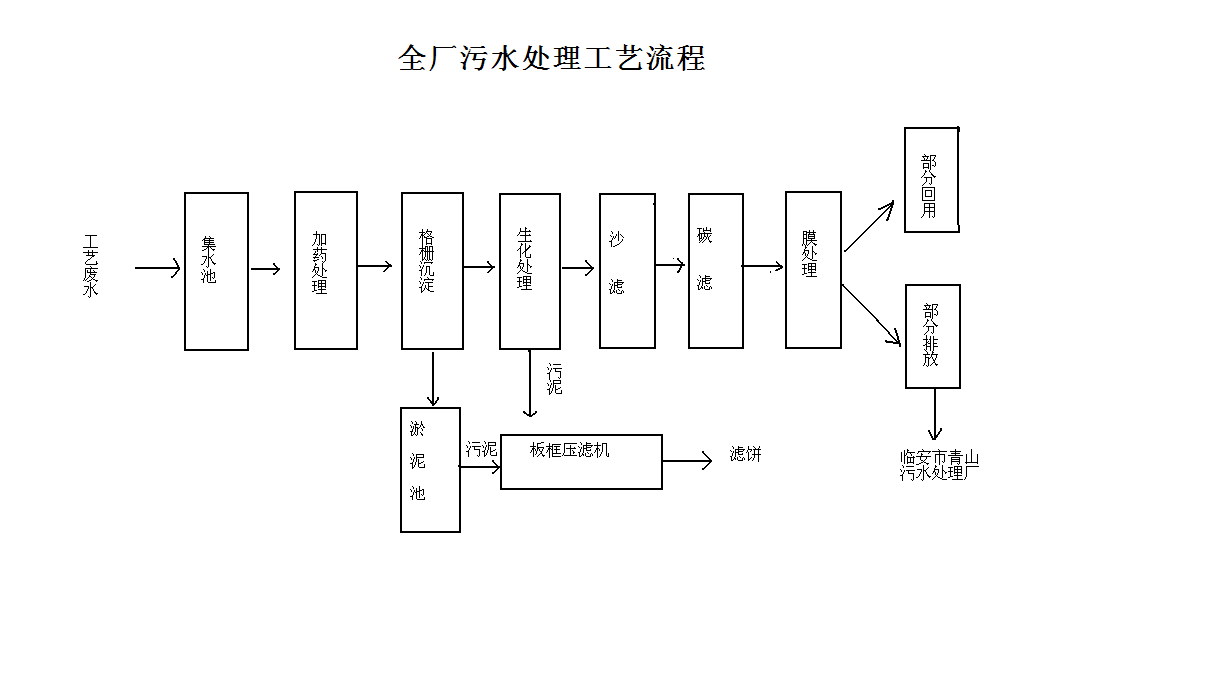 全厂污水处理工艺流程
工艺废水
集水池
加药处理
格栅沉淀
生化处理
沙滤
碳滤
膜处理
部分回用
部分排放
污泥
淤泥池
污泥
板框压滤机
滤饼
临安市青山
污水处理厂